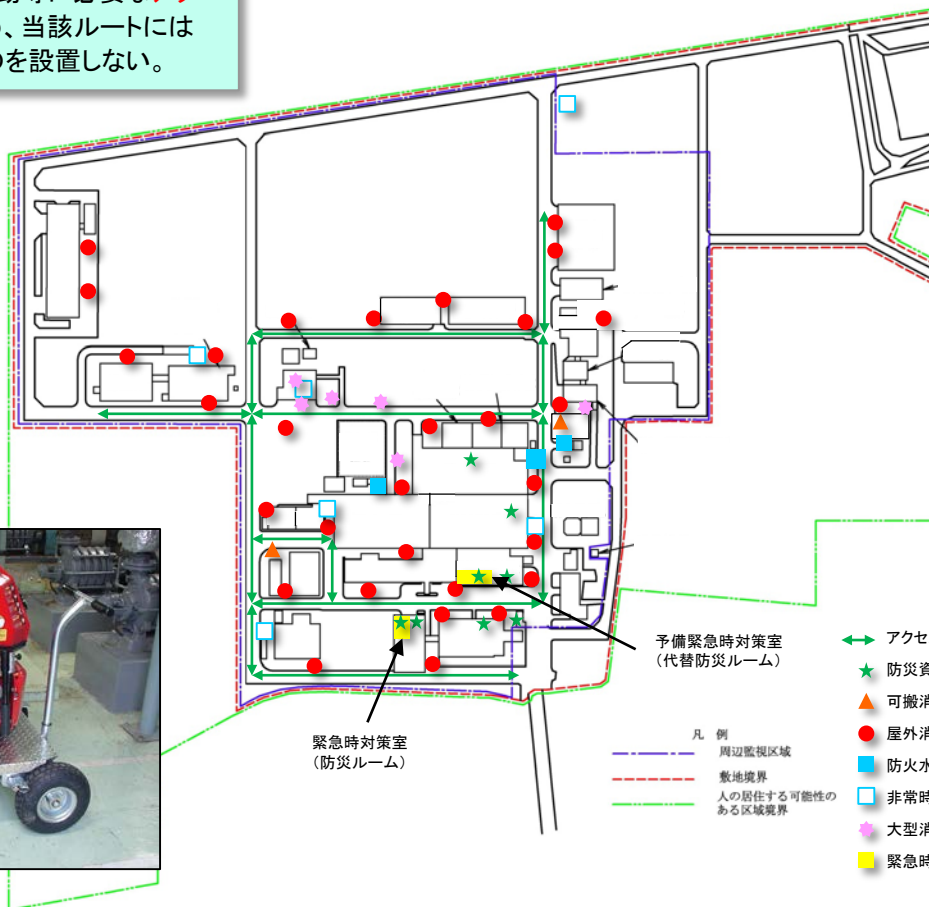 、当該ルートには
のを設置しない。
予備緊急時対策室
（代替防災ルーム）
緊急時対策室
（防災ルーム）
凡 例
周辺監視区域
敷地境界
人の居住する可能性の
ある区域境界
アクセ
防災資
可搬消
屋外消
防火水
非常時
大型消
緊急時